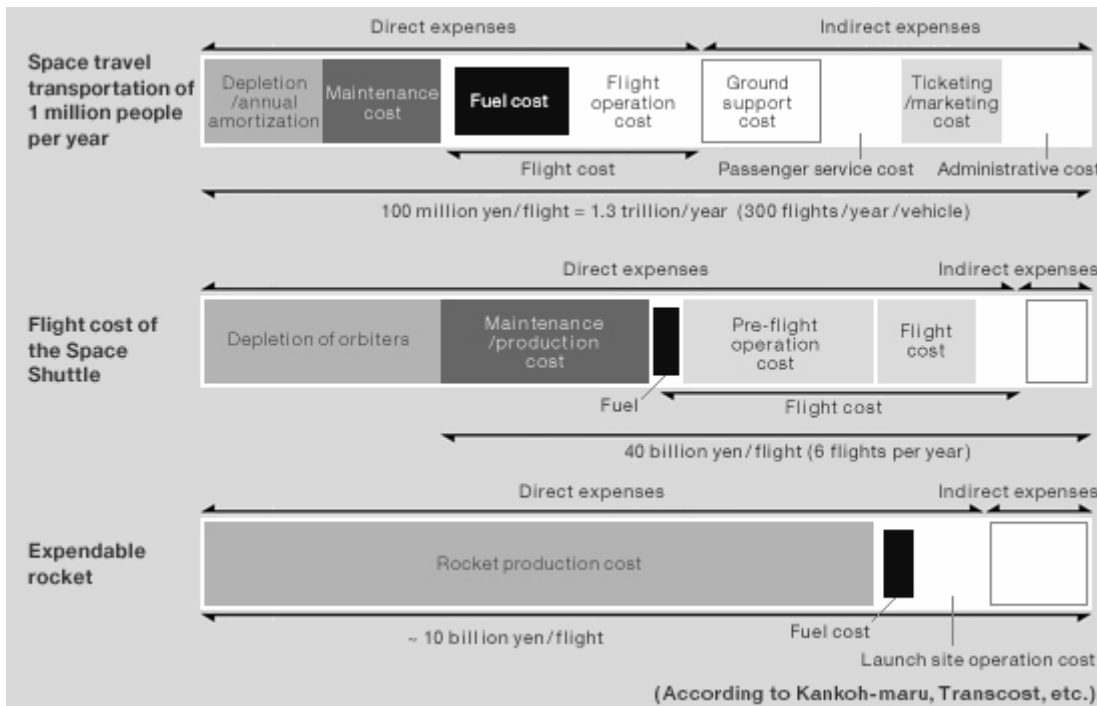 Direct expenses
Indirect expenses
Space travel
transportation of
1 million people
per year
Depletion
/annual
amortization
Maintenance
cost
Fuel cost
Flight
operation
cost
Ground
support
cost
Ticketing
/marketing
cost
Flight cost
Passenger service cost
Administrative cost
100 million yen/flight = 1.3 trillion/year (300 flights/year/vehicle)
Direct expenses
Indirect expenses
Flight cost of
the Space
Shuttle
Depletion of orbiters
Maintenance
/production
cost
Pre-flight
operation
cost
Flight
cost
Fuel
Flight cost
40 billion yen/flight (6 flights per year)
Direct expenses
Indirect expenses
Expendable
rocket
Rocket production cost
~ 10 billion yen/flight
Fuel cost
Launch site operation cost
(According to Kankoh-maru, Transcost, etc.)